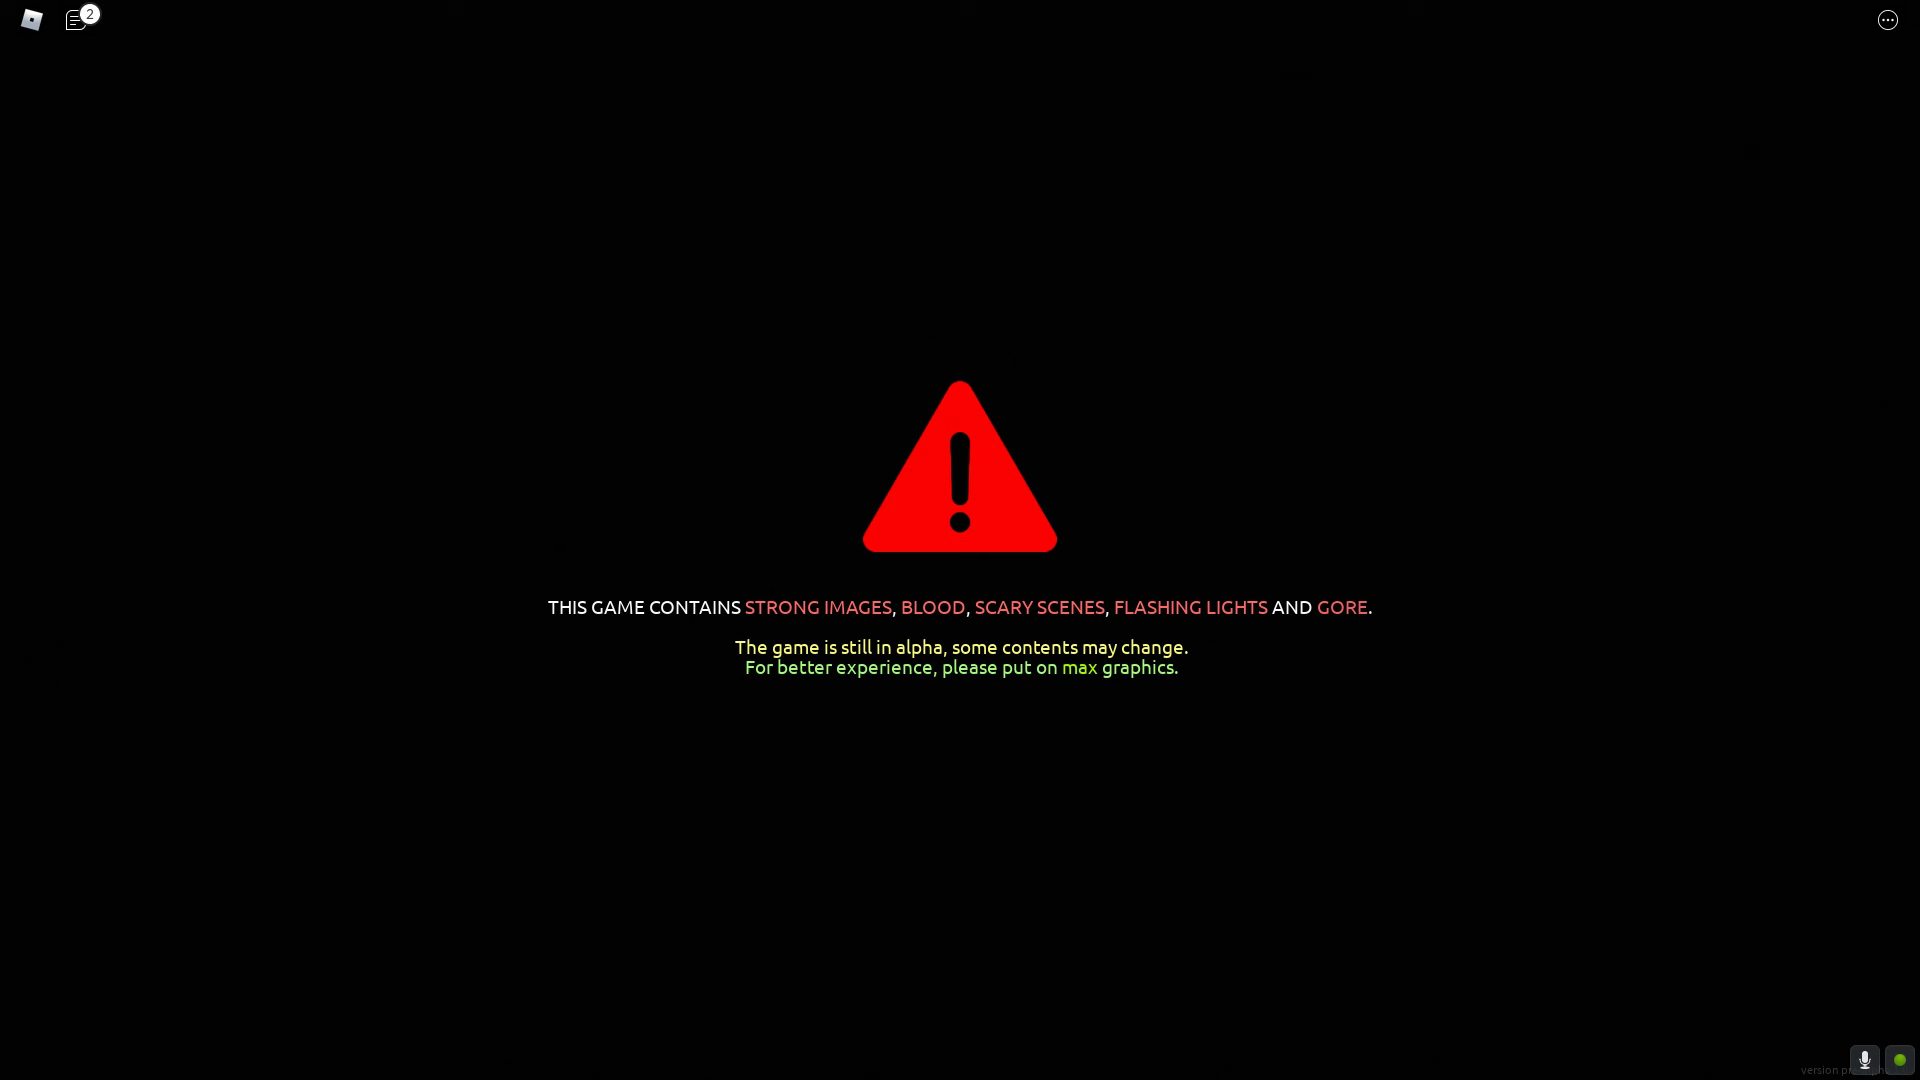 2
THIS GAME CONTAINS STRONG IMAGES, BLOOD, SCARY SCENES, FLASHING LIGHTS AND GORE.
The game is still in alpha, some contents may change.
For better experience, please put on max graphics.
version